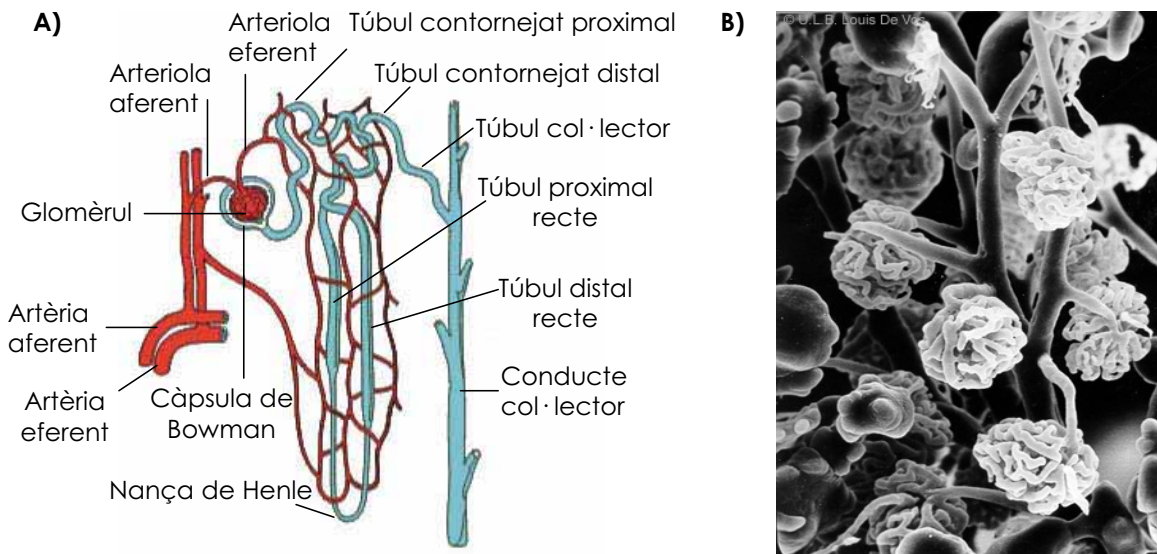 A)
Arteriola
eferent
Túbul contornejat proximal
Arteriola
aferent
Túbul contornejat distal
Túbul col·lector
Túbul proximal
recte
Glomèrul
Túbul distal
recte
Artèria
aferent
Artèria
eferent
Càpsula de
Bowman
Conducte
col·lector
Nança de Henle
B)
© U.L.B. Louis De Vos